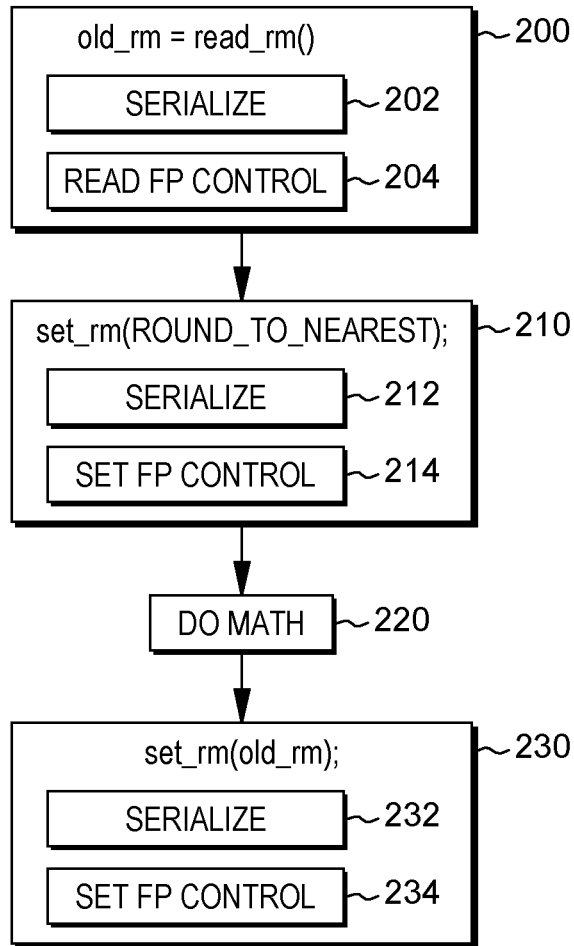 old_rm = read_rm() 200
SERIALIZE 202
READ FP CONTROL 204
set_rm(ROUND_TO_NEAREST); 210
SERIALIZE 212
SET FP CONTROL 214
DO MATH 220
set_rm(old_rm); 230
SERIALIZE 232
SET FP CONTROL 234